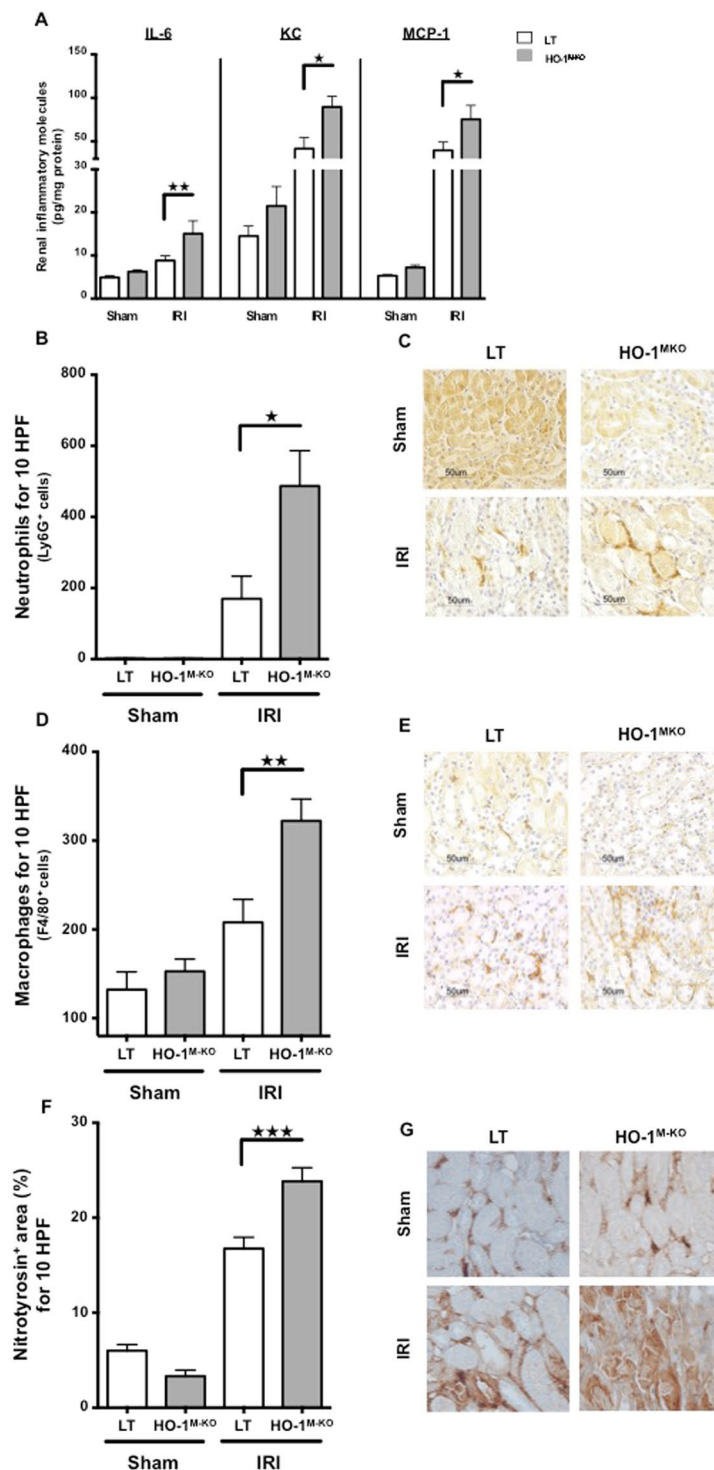 A
IL-6 KC MCP-1
LT
HO-1ᴹ⁻ᴷᴼ
Renal inflammatory molecules
(pg/mg protein)
150
100
50
30
20
10
0
Sham IRI Sham IRI Sham IRI
★★ ★ ★
B
Neutrophils for 10 HPF
(Ly6G⁺ cells)
800
600
400
200
0
★
LT HO-1ᴹ⁻ᴷᴼ LT HO-1ᴹ⁻ᴷᴼ
Sham IRI
C
LT HO-1ᴹᴷᴼ
Sham
50um 50um
IRI
50um 50um
D
Macrophages for 10 HPF
(F4/80⁺ cells)
400
300
200
100
★★
LT HO-1ᴹ⁻ᴷᴼ LT HO-1ᴹ⁻ᴷᴼ
Sham IRI
E
LT HO-1ᴹᴷᴼ
Sham
50um 50um
IRI
50um 50um
F
Nitrotyrosin⁺ area (%)
for 10 HPF
30
20
10
0
★★★
LT HO-1ᴹ⁻ᴷᴼ LT HO-1ᴹ⁻ᴷᴼ
Sham IRI
G
LT HO-1ᴹ⁻ᴷᴼ
Sham
IRI